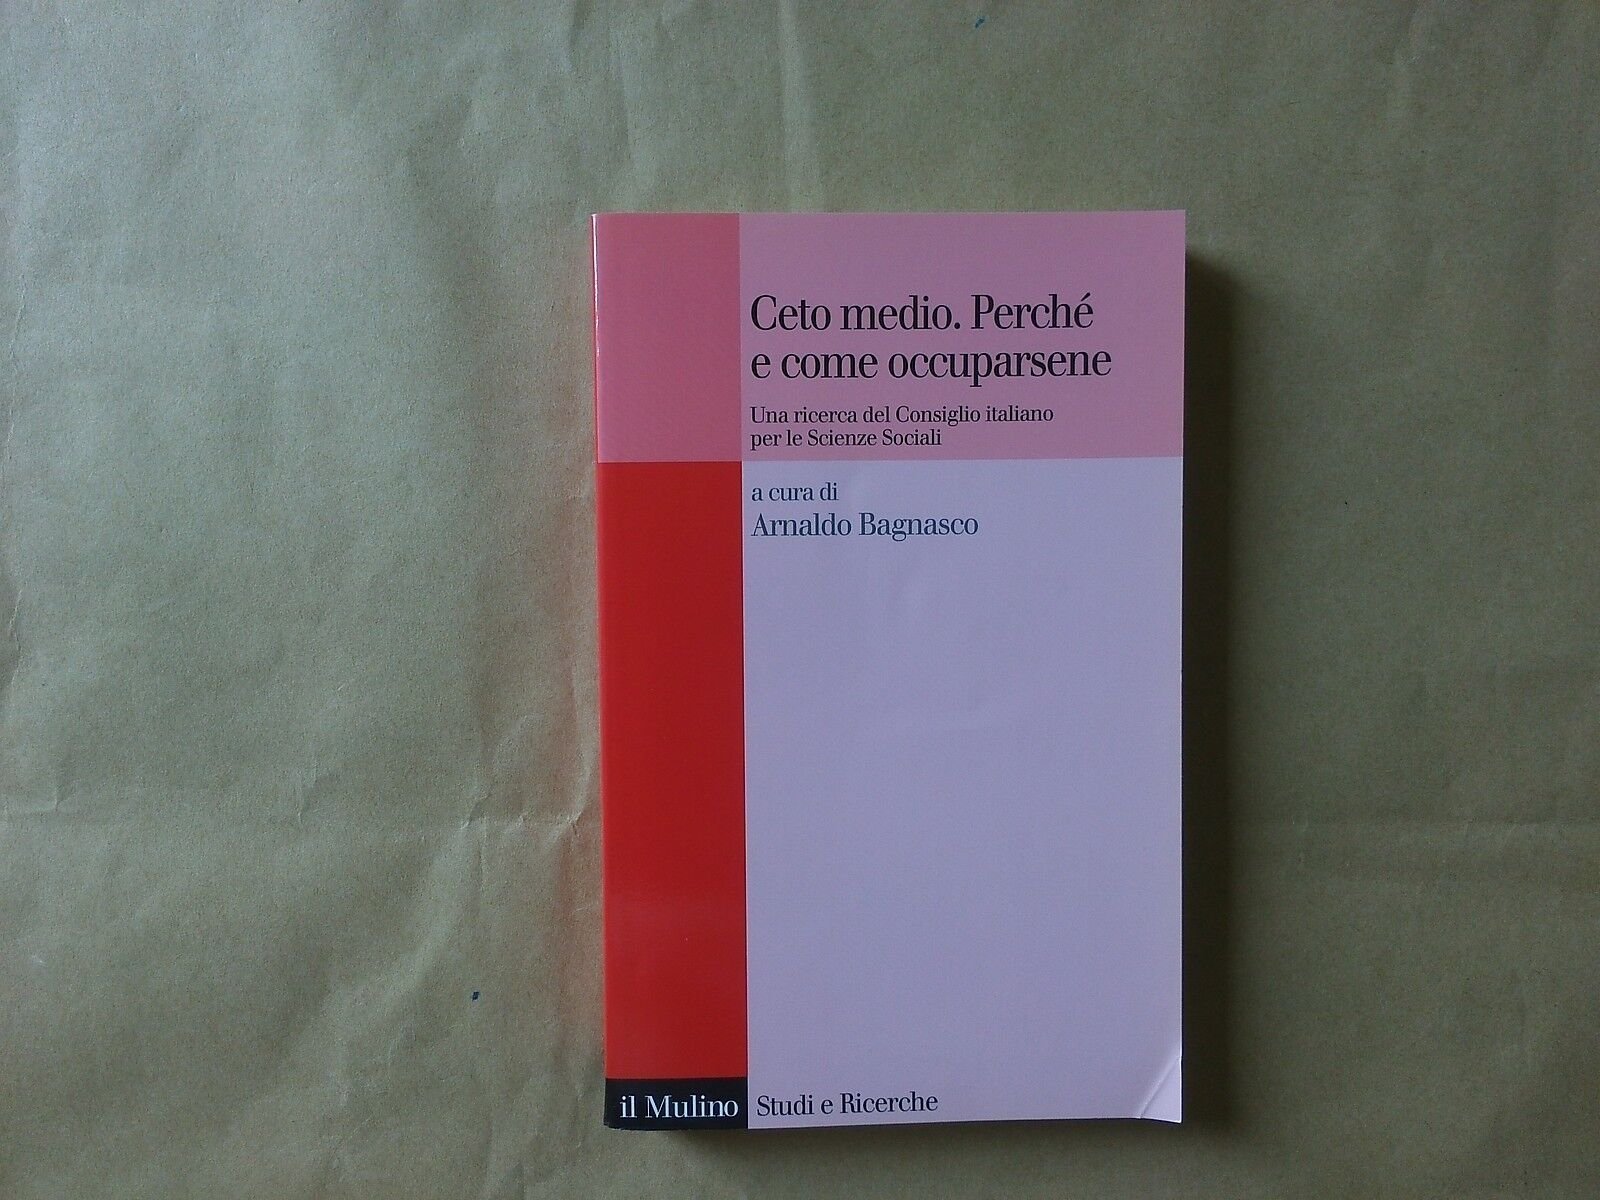 Ceto medio. Perché
e come occuparsene
Una ricerca del Consiglio italiano
per le Scienze Sociali
a cura di
Arnaldo Bagnasco
il Mulino
Studi e Ricerche